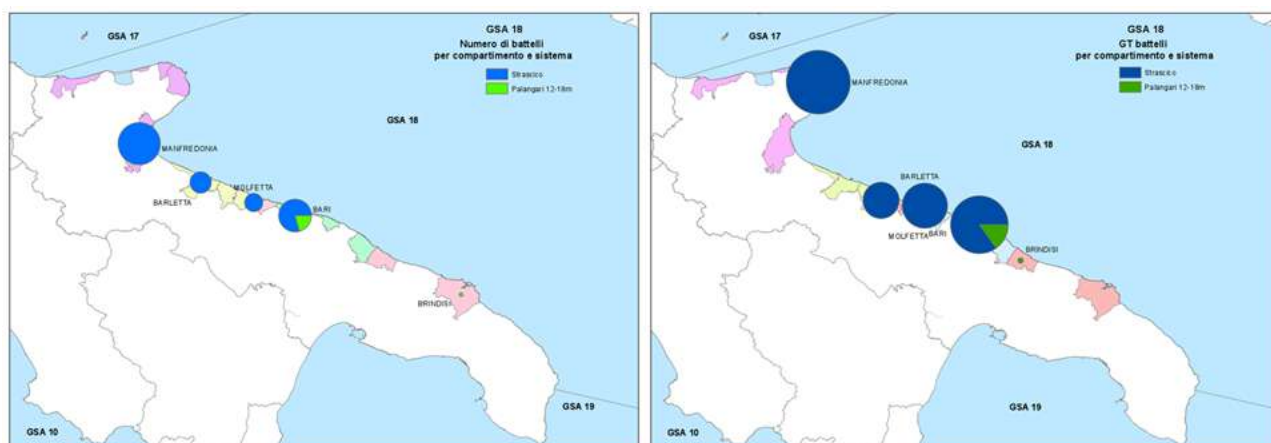 GSA 17
GSA 18
Numero di battelli
per compartimento e sistema
Strascico
Palangari 12-18m
GSA 18
MANFREDONIA
MOLFETTA
BARLETTA
BARI
BRINDISI
GSA 19
GSA 10
GSA 17
GSA 18
GT battelli
per compartimento e sistema
Strascico
Palangari 12-18m
MANFREDONIA
GSA 18
BARLETTA
MOLFETTA
BARI
BRINDISI
GSA 19
GSA 10